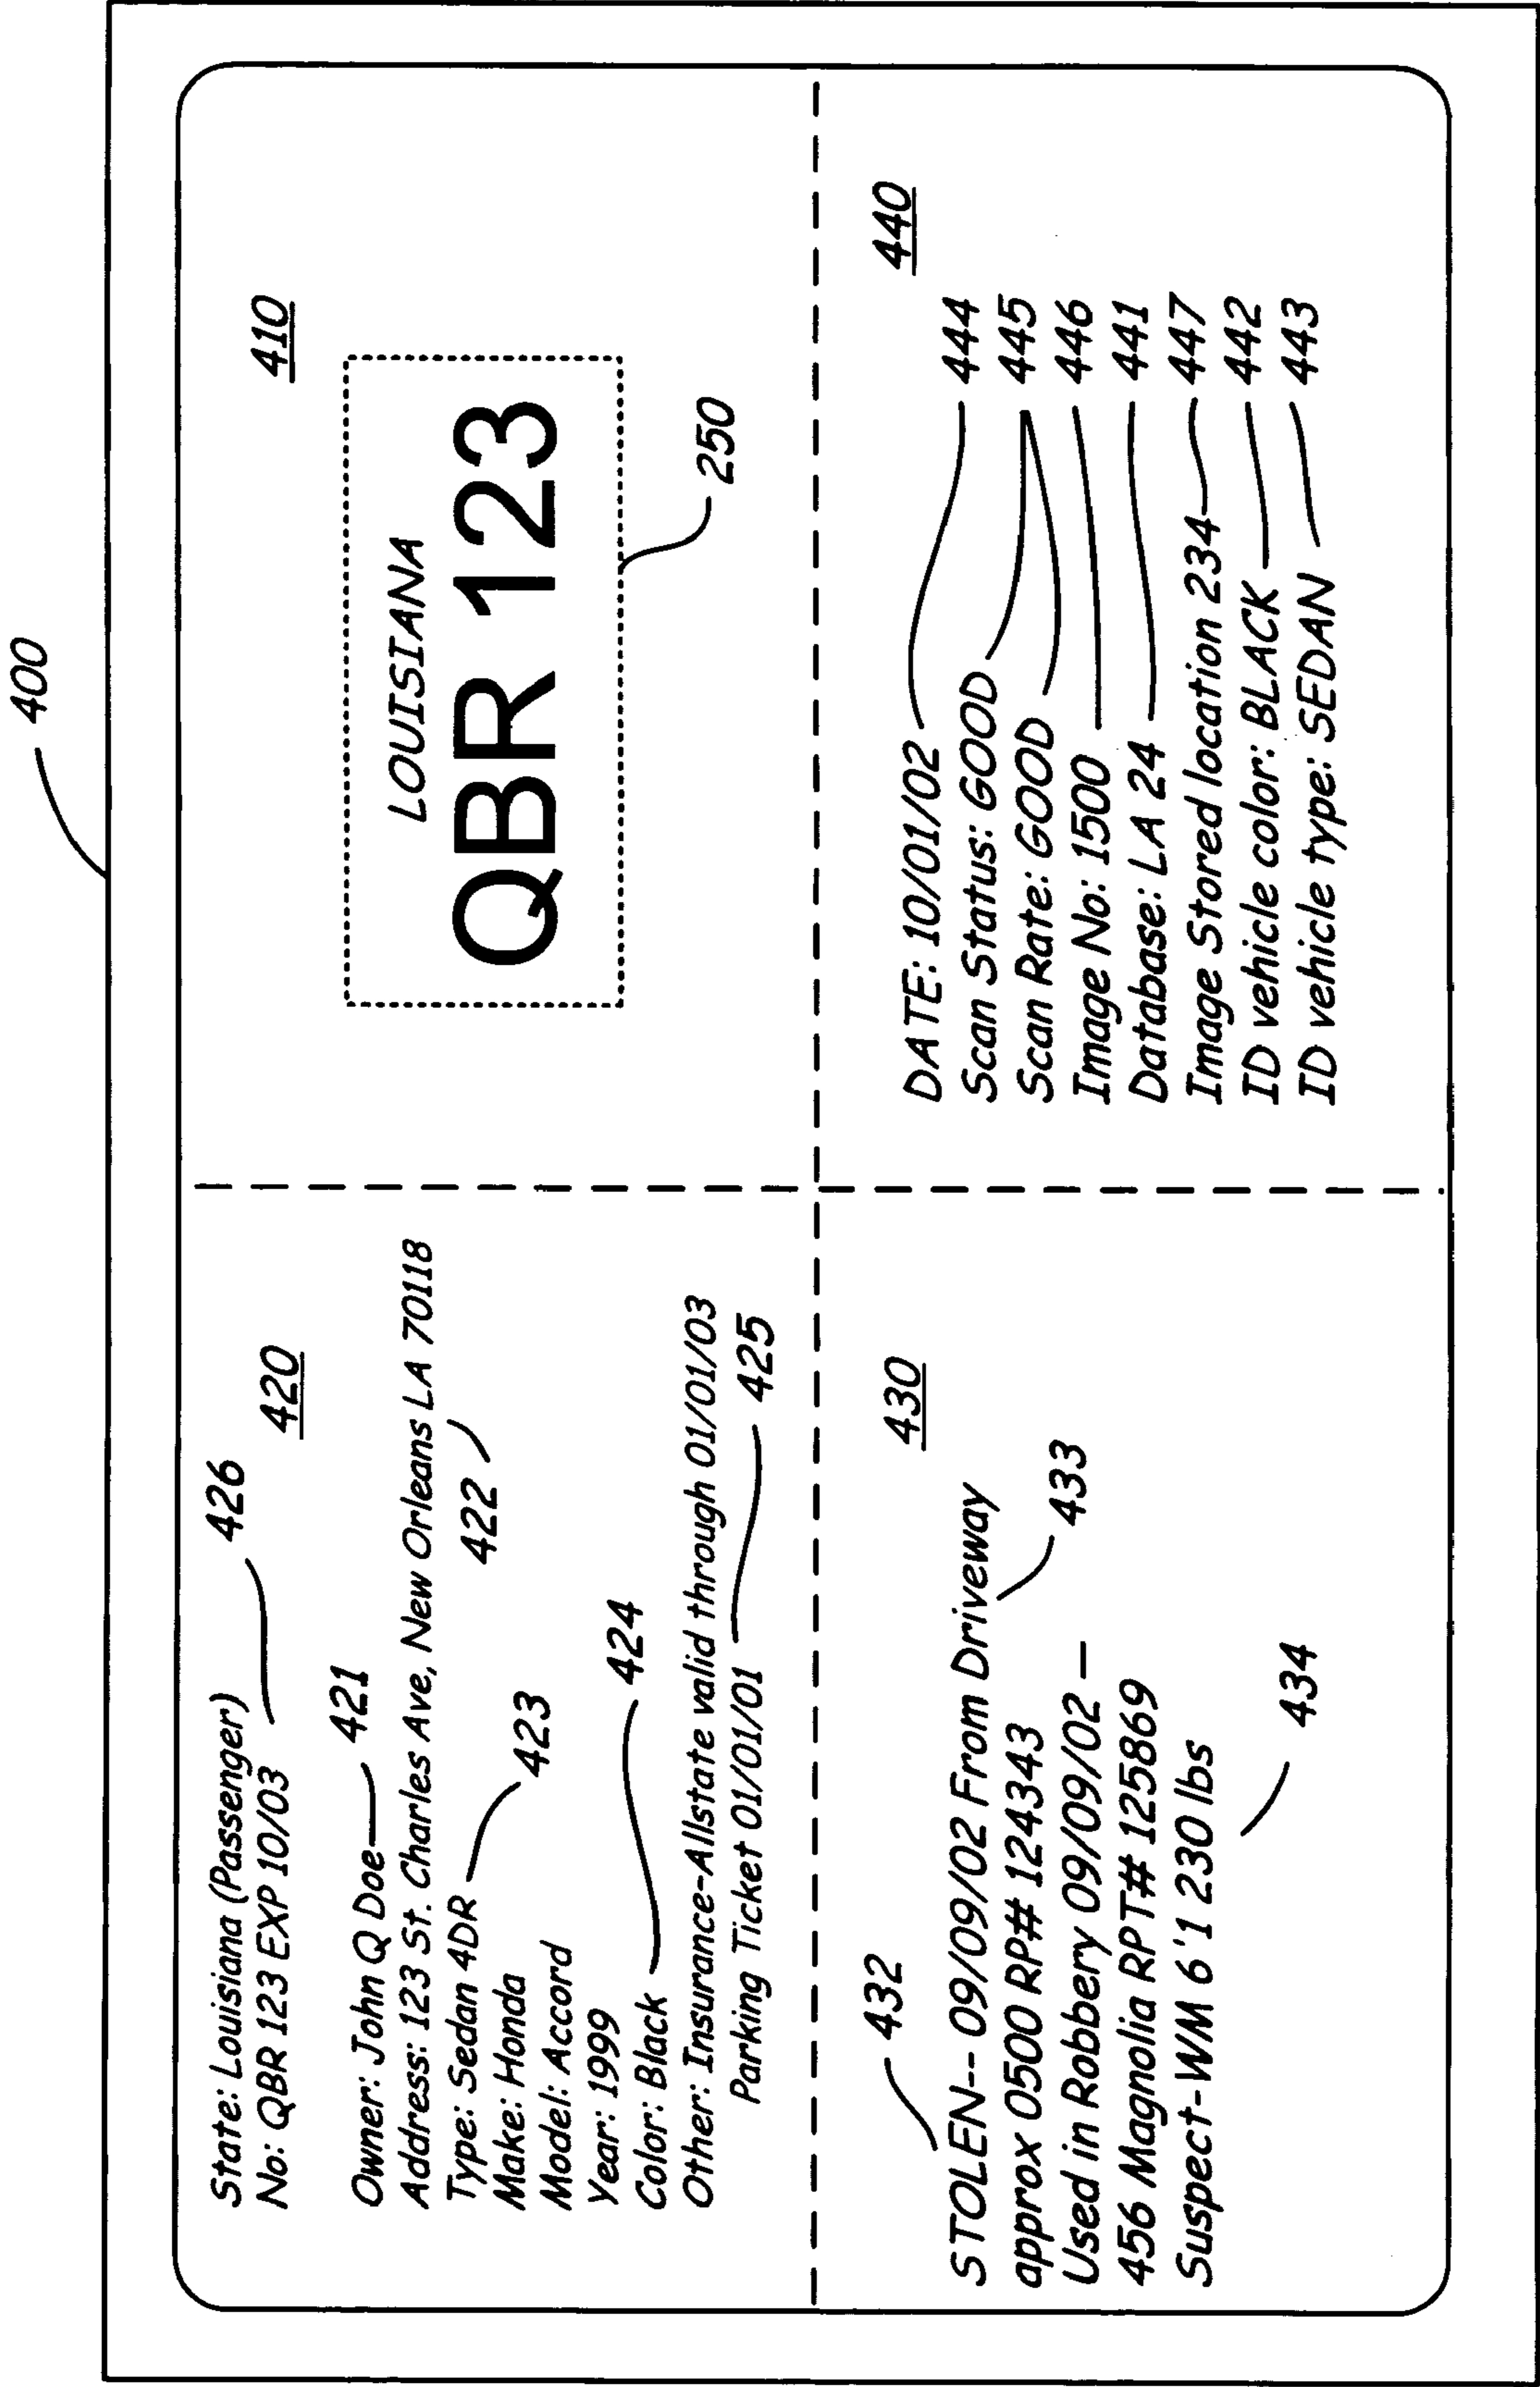 400
State: Louisiana (Passenger)
No: QBR 123 EXP 10/03
426
420
Owner: John Q Doe
421
Address: 123 St. Charles Ave, New Orleans LA 70118
422
Type: Sedan 4DR
423
Make: Honda
Model: Accord
Year: 1999
Color: Black
424
Other: Insurance-Allstate valid through 01/01/03
Parking Ticket 01/01/01
425
410
LOUISIANA
QBR 123
250
432
430
STOLEN-- 09/09/02 From Driveway
433
approx 0500 RP# 124343
Used in Robbery 09/09/02 —
456 Magnolia RPT# 125869
Suspect-WM 6'1 230 lbs
434
440
DATE: 10/01/02 444
Scan Status: GOOD 445
Scan Rate: GOOD
Image No: 1500 446
Database: LA 24 441
Image Stored location 234 447
ID vehicle color: BLACK 442
ID vehicle type: SEDAN 443